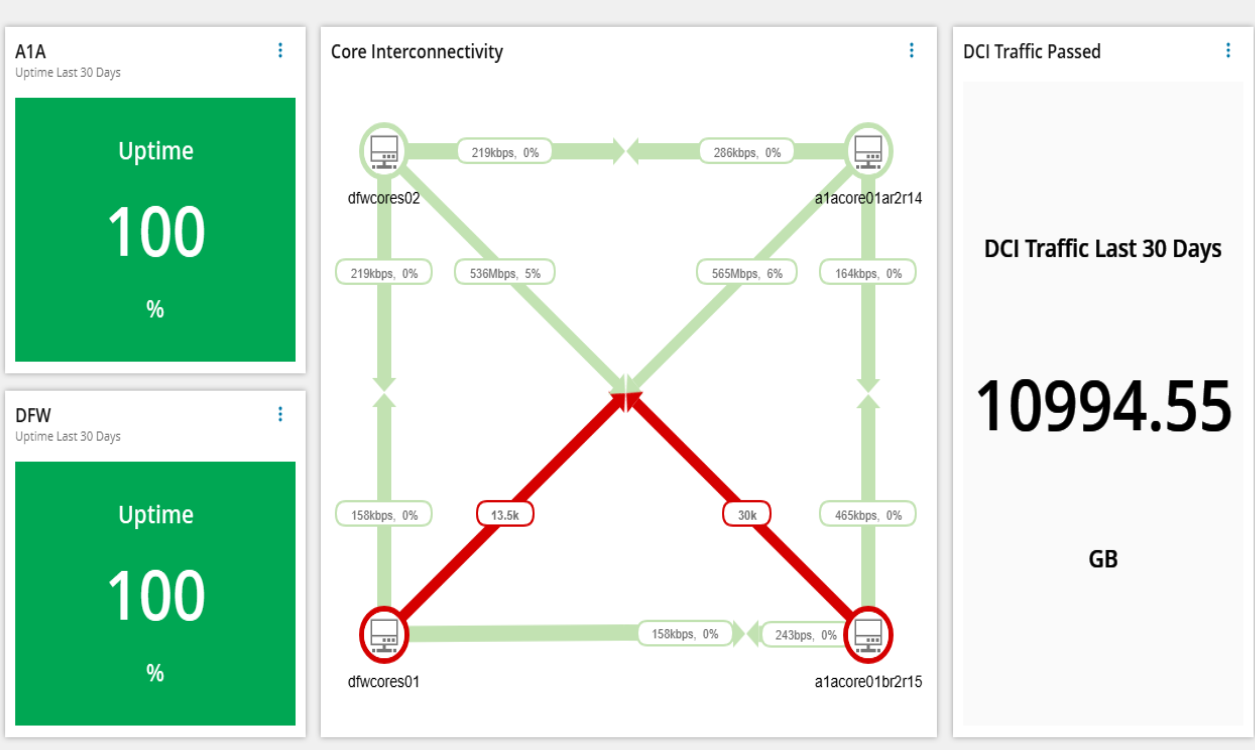 A1A
Uptime Last 30 Days
Uptime
100
%
DFW
Uptime Last 30 Days
Uptime
100
%
Core Interconnectivity
219kbps, 0%
286kbps, 0%
dfwcores02
a1acore01ar2r14
219kbps, 0%
536Mbps, 5%
565Mbps, 6%
164kbps, 0%
158kbps, 0%
13.5k
30k
465kbps, 0%
158kbps, 0%
243bps, 0%
dfwcores01
a1acore01br2r15
DCI Traffic Passed
DCI Traffic Last 30 Days
10994.55
GB